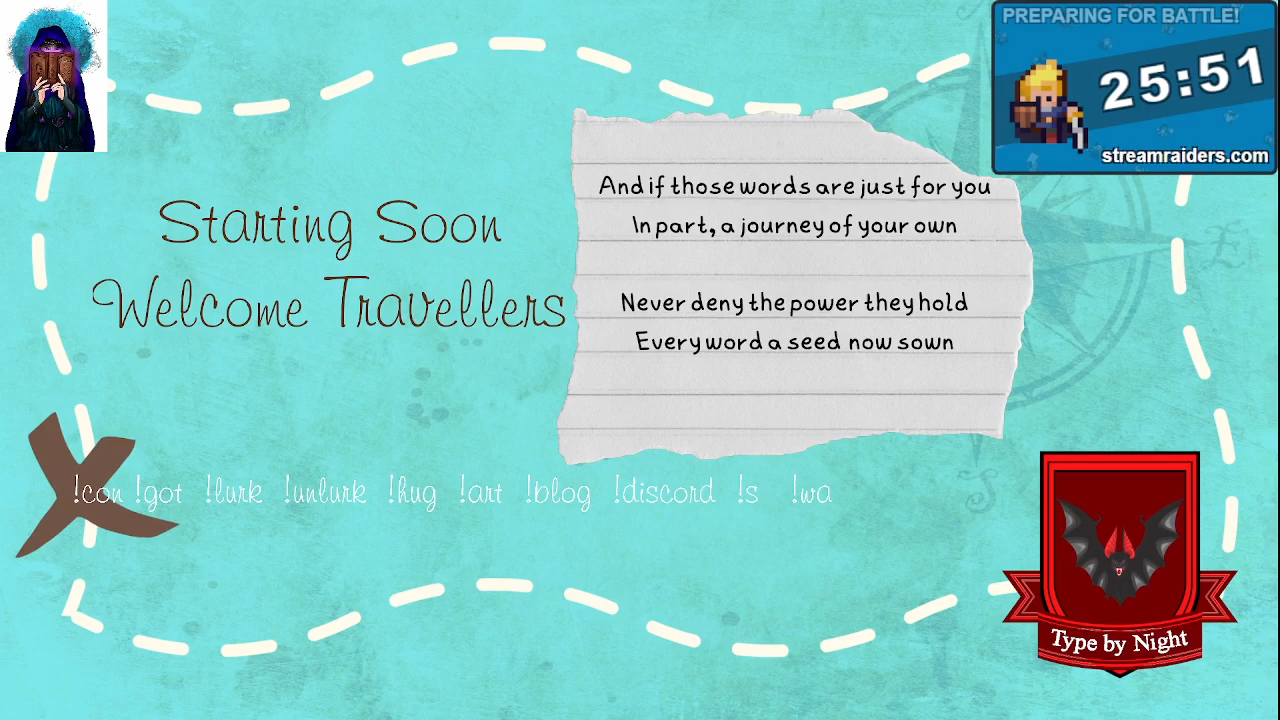 PREPARING FOR BATTLE!
25:51
streamraiders.com
Starting Soon
Welcome Travellers
And if those words are just for you
In part, a journey of your own
Never deny the power they hold
Every word a seed now sown
!con !got !lurk !unlurk !hug !art !blog !discord !s !wa
E
S
Type by Night